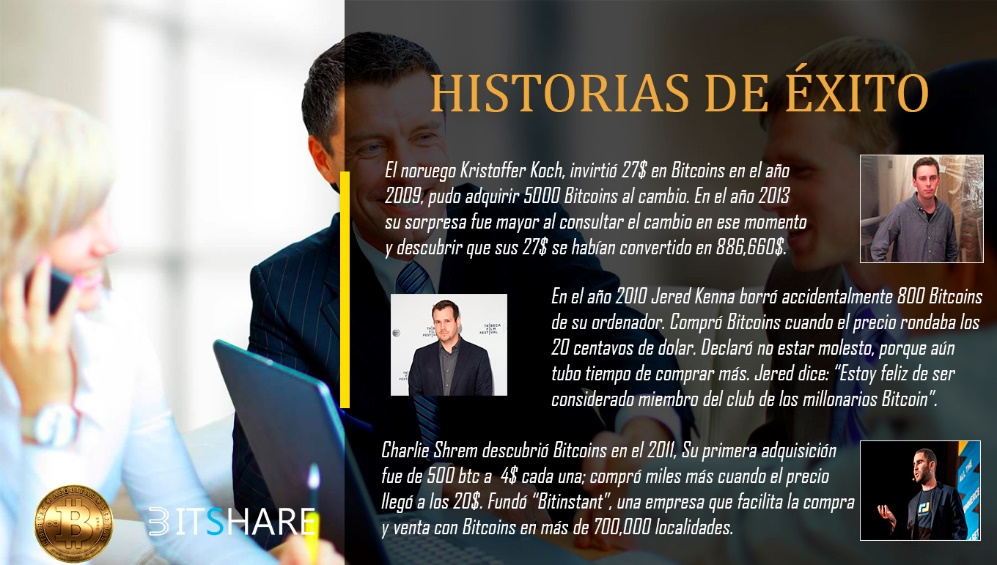 HISTORIAS DE ÉXITO
El noruego Kristoffer Koch, invirtió 27$ en Bitcoins en el año
2009, pudo adquirir 5000 Bitcoins al cambio. En el año 2013
su sorpresa fue mayor al consultar el cambio en ese momento
y descubrir que sus 27$ se habían convertido en 886,660$.
En el año 2010 Jered Kenna borró accidentalmente 800 Bitcoins
de su ordenador. Compró Bitcoins cuando el precio rondaba los
20 centavos de dolar. Declaró no estar molesto, porque aún
tubo tiempo de comprar más. Jered dice: “Estoy feliz de ser
considerado miembro del club de los millonarios Bitcoin”.
Charlie Shrem descubrió Bitcoins en el 2011, Su primera adquisición
fue de 500 btc a 4$ cada una; compró miles más cuando el precio
llegó a los 20$. Fundó “Bitinstant”, una empresa que facilita la compra
y venta con Bitcoins en más de 700,000 localidades.
BITSHARE